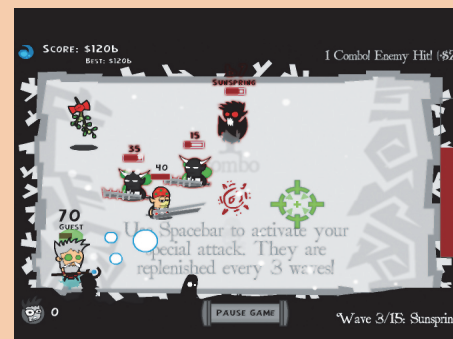 SCORE: $120b
BEST: $120b
1 Combo! Enemy Hit! (+$2
SUNSPRING
35
15
40
ombo
70
GUEST
Use Spacebar to activate your
special attack. They are
replenished every 3 waves!
0
PAUSE GAME
Wave 3/15: Sunsprin